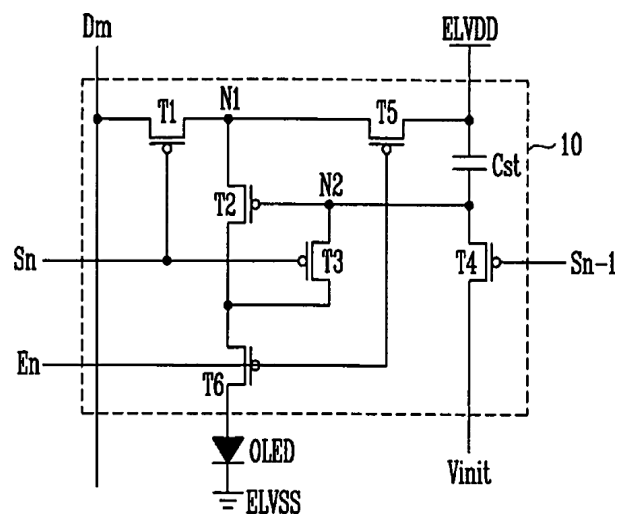 Dm
ELVDD
T1
N1
T5
10
Cst
T2
N2
Sn
T3
T4
Sn-1
En
T6
OLED
Vinit
ELVSS